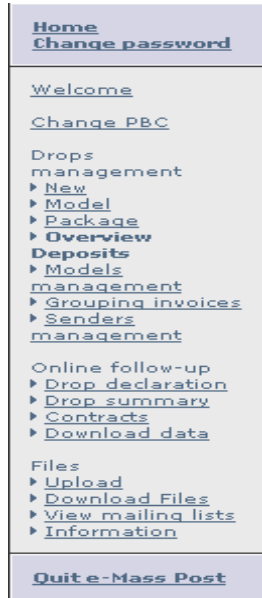 Home
Change password
Welcome
Change PBC
Drops
management
New
Model
Package
Overview
Deposits
Models
management
Grouping invoices
Senders
management
Online follow-up
Drop declaration
Drop summary
Contracts
Download data
Files
Upload
Download Files
View mailing lists
Information
Quit e-Mass Post